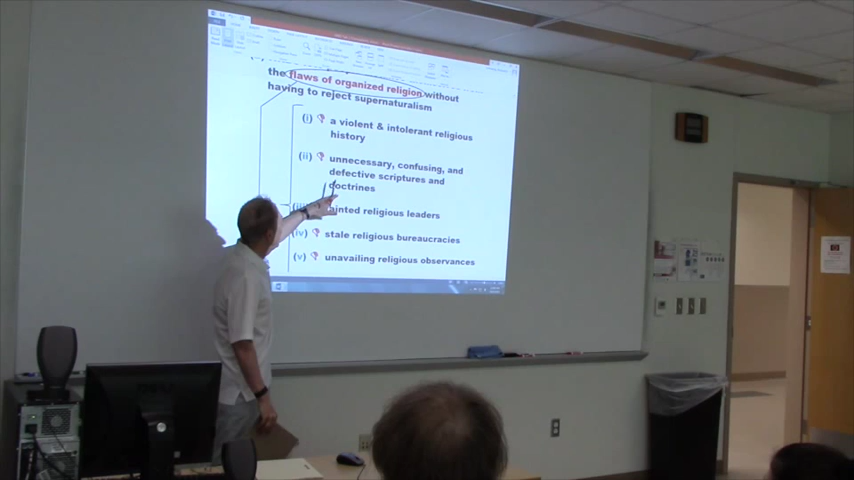 the flaws of organized religion without
having to reject supernaturalism
(i) a violent & intolerant religious
history
(ii) unnecessary, confusing, and
defective scriptures and
doctrines
religious leaders
(iv) stale religious bureaucracies
(v) unavailing religious observances